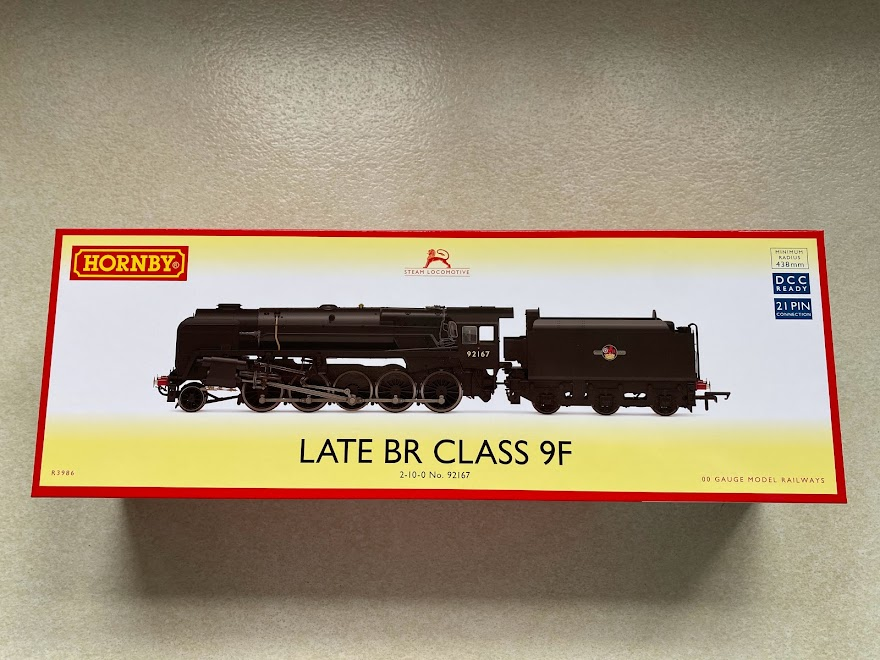 HORNBY®
STEAM LOCOMOTIVE
MINIMUM
RADIUS
438mm
DCC
READY
21 PIN
CONNECTION
92167
LATE BR CLASS 9F
2-10-0 No. 92167
R3986
00 GAUGE MODEL RAILWAYS